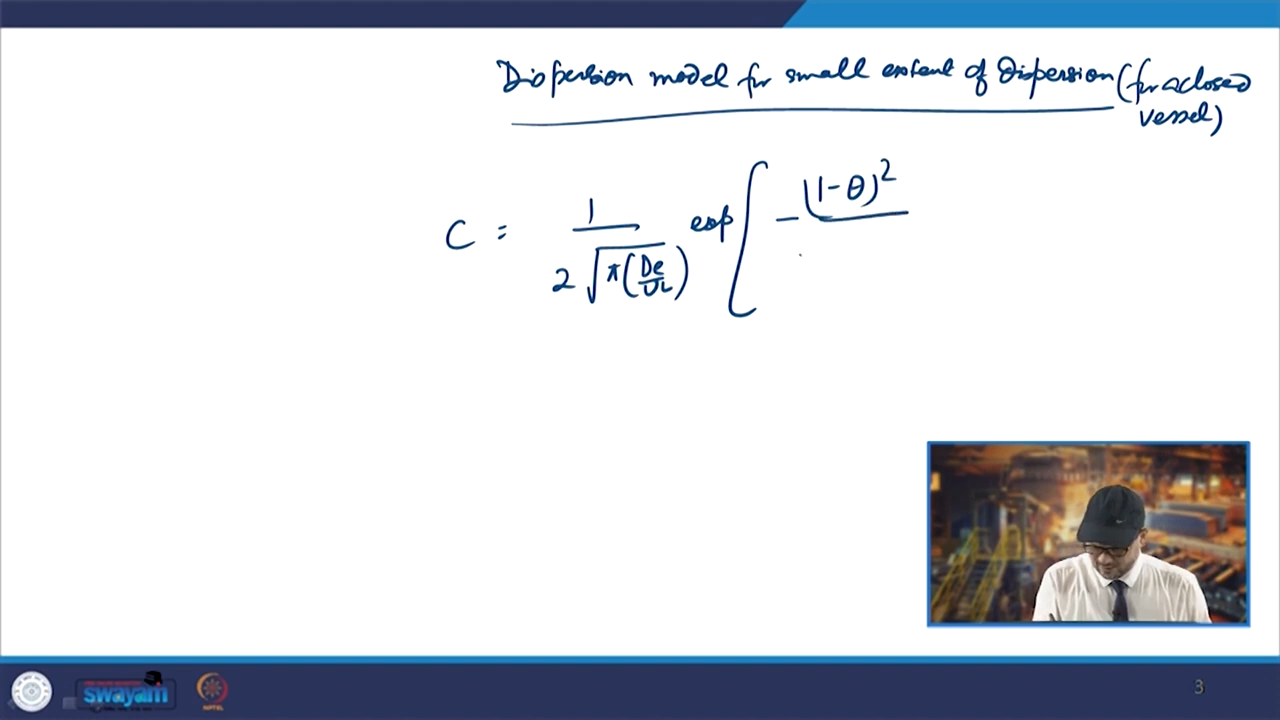 Dispersion model for small extent of Dispersion (for a closed vessel)
C = 1 / 2 √π(De/UL) exp [ - (1-θ)²
3
swayam
NPTEL